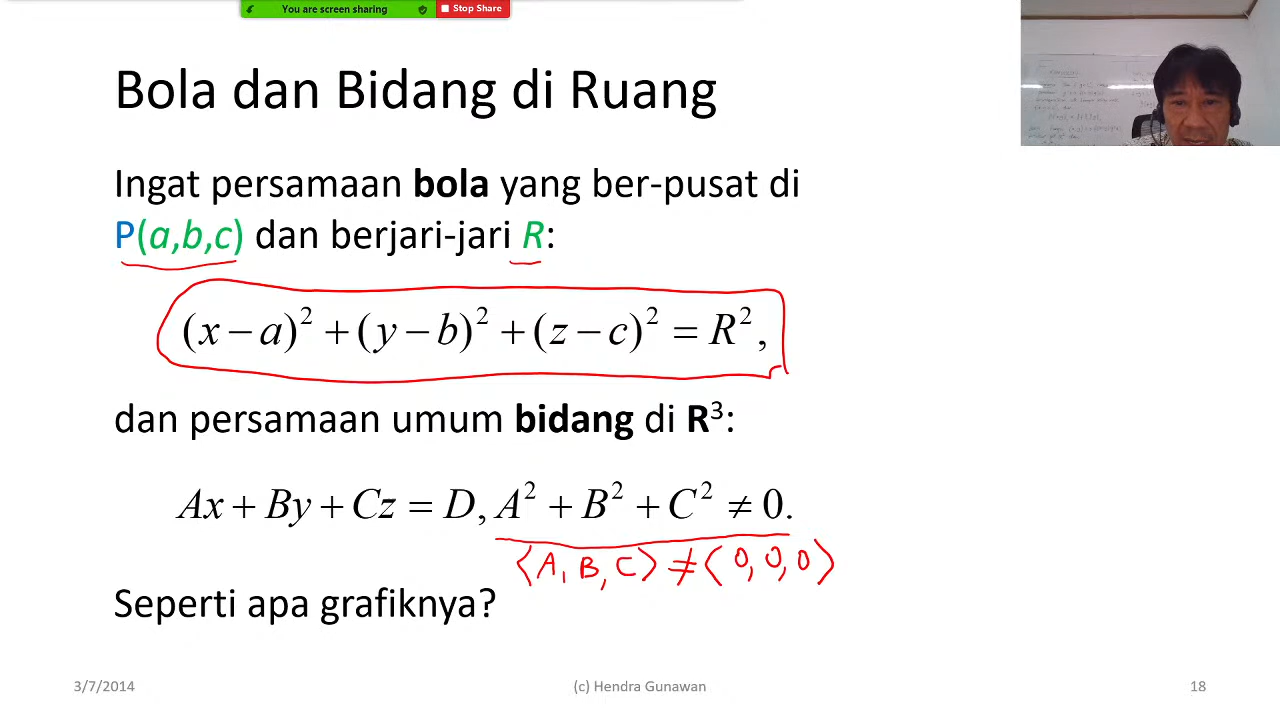 You are screen sharing Stop Share
Bola dan Bidang di Ruang
Ingat persamaan bola yang ber-pusat di
P(a,b,c) dan berjari-jari R:
(x − a)² + (y − b)² + (z − c)² = R²,
dan persamaan umum bidang di R³:
Ax + By + Cz = D, A² + B² + C² ≠ 0.
⟨A, B, C⟩ ≠ ⟨0, 0, 0⟩
Seperti apa grafiknya?
3/7/2014 (c) Hendra Gunawan 18